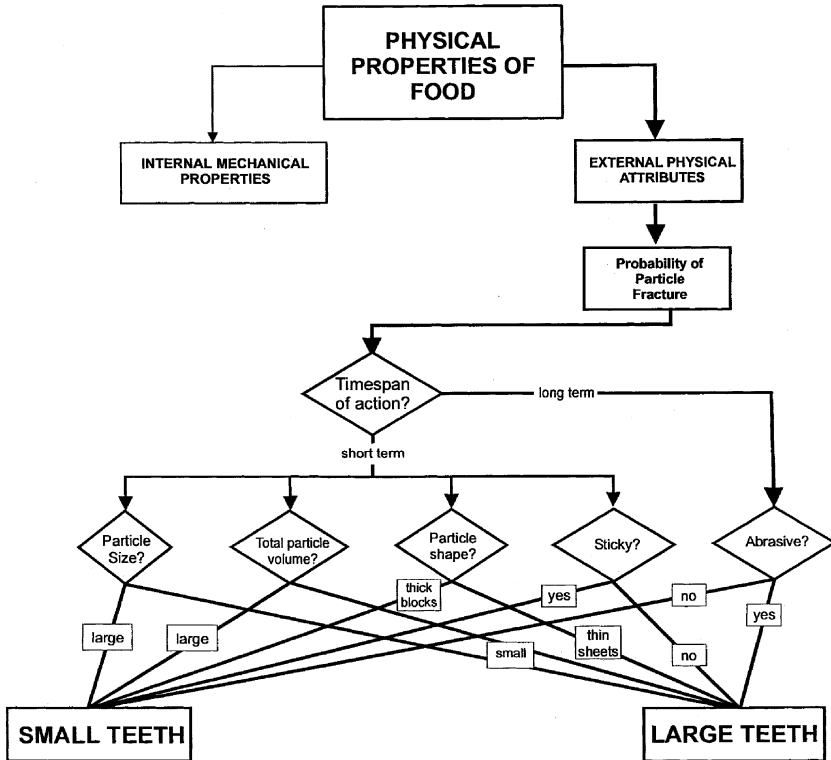 PHYSICAL
PROPERTIES OF
FOOD
INTERNAL MECHANICAL
PROPERTIES
EXTERNAL PHYSICAL
ATTRIBUTES
Probability of
Particle
Fracture
Timespan
of action?
long term
short term
Particle
Size?
Total particle
volume?
Particle
shape?
Sticky?
Abrasive?
thick
blocks
yes
no
yes
large
large
small
thin
sheets
no
SMALL TEETH
LARGE TEETH